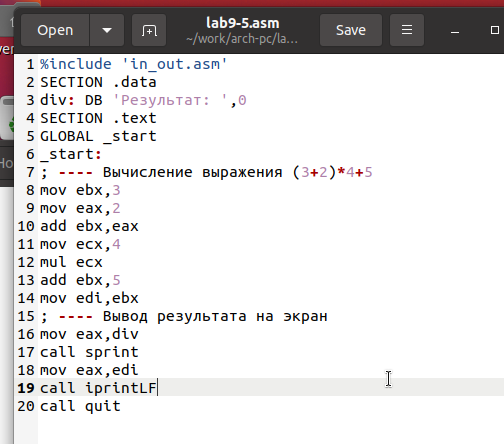 Open
lab9-5.asm
~/work/arch-pc/la...
Save
1 %include 'in_out.asm'
2 SECTION .data
3 div: DB 'Результат: ',0
4 SECTION .text
5 GLOBAL _start
6 _start:
7 ; ---- Вычисление выражения (3+2)*4+5
8 mov ebx,3
9 mov eax,2
10 add ebx,eax
11 mov ecx,4
12 mul ecx
13 add ebx,5
14 mov edi,ebx
15 ; ---- Вывод результата на экран
16 mov eax,div
17 call sprint
18 mov eax,edi
19 call iprintLF
20 call quit